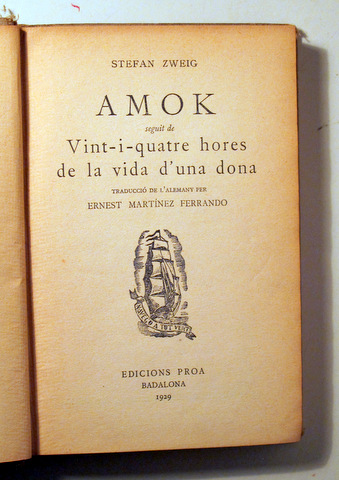 STEFAN ZWEIG
AMOK
seguit de
Vint-i-quatre hores
de la vida d'una dona
TRADUCCIÓ DE L'ALEMANY PER
ERNEST MARTÍNEZ FERRANDO
EDICIONS PROA
BADALONA
1929